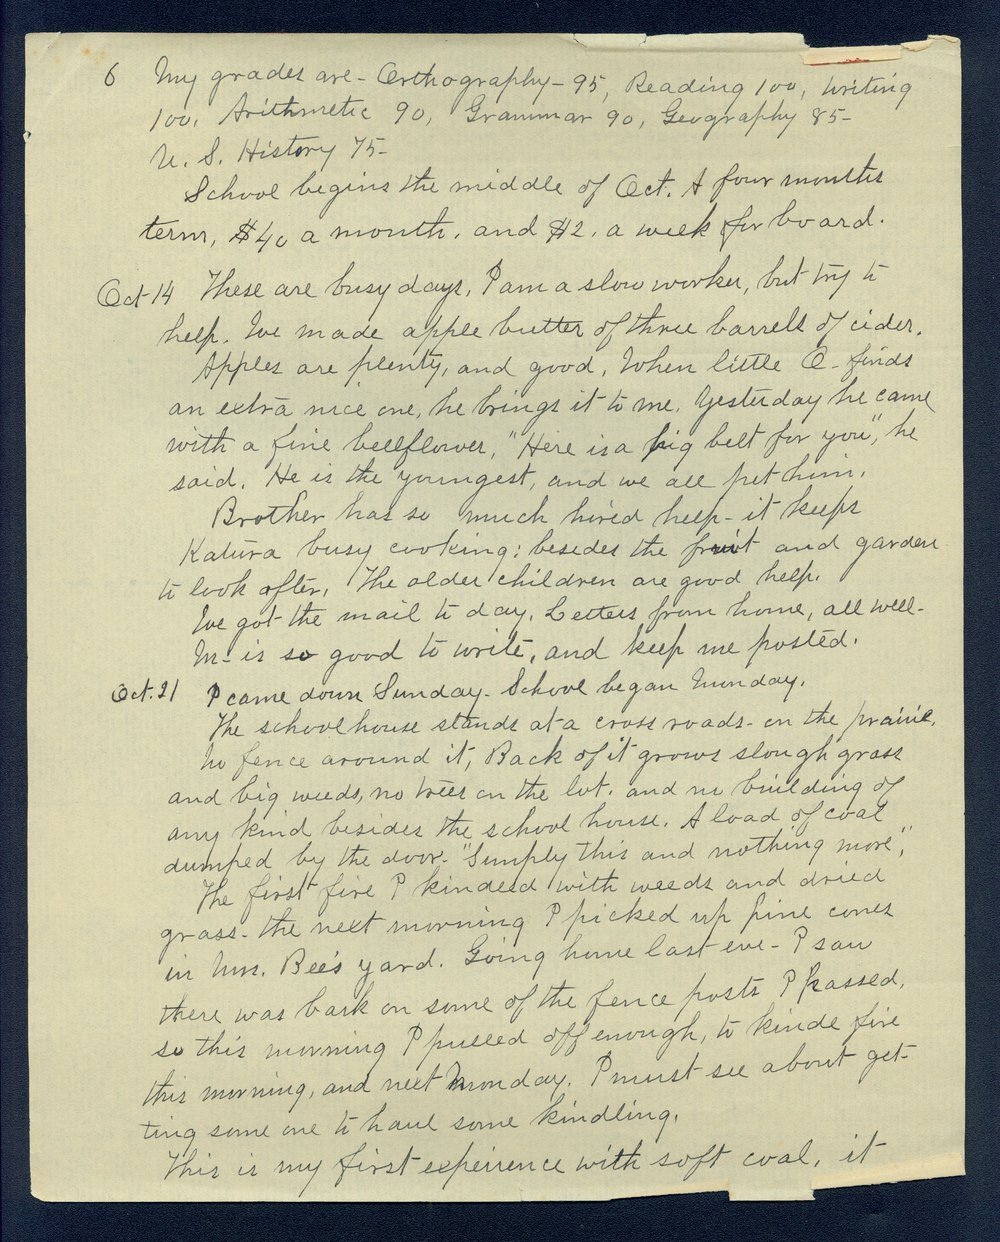 6 My grades are - Orthography - 95, Reading 100, Writing
100, Arithmetic 90, Grammar 90, Geography 85 -
U. S. History 75 -
School begins the middle of Oct. A four months
term, $40 a month, and $2. a week for board.
Oct 14 These are busy days, I am a slow worker, but try to
help. We made apple butter of three barrells of cider.
Apples are plenty, and good, When little O- finds
an extra nice one, he brings it to me. Yesterday he came
with a fine bellflower, "Here is a big belt for you", he
said. He is the youngest, and we all pet him.
Brother has so much hired help - it keeps
Katura busy cooking; besides the fruit and garden
to look after. The older children are good help.
We got the mail to day. Letters from home, all well -
M- is so good to write, and keep me posted.
Oct. 21 I came down Sunday - School began Munday.
The schoolhouse stands at a cross roads - on the prairie,
no fence around it, Back of it grows slough grass
and big weeds, no trees on the lot. and no building of
any kind besides the school house. A load of coal
dumped by the door - "Simply this and nothing more",
The first fire I kindled with weeds and dried
grass - the next morning I picked up pine cones
in Mrs. Bee's yard. Going home last eve - I saw
there was bark on some of the fence posts I passed,
so this morning I pulled off enough, to kindle fire
this morning, and next Monday. I must see about get-
ting some one to haul some kindling.
This is my first experience with soft coal, it